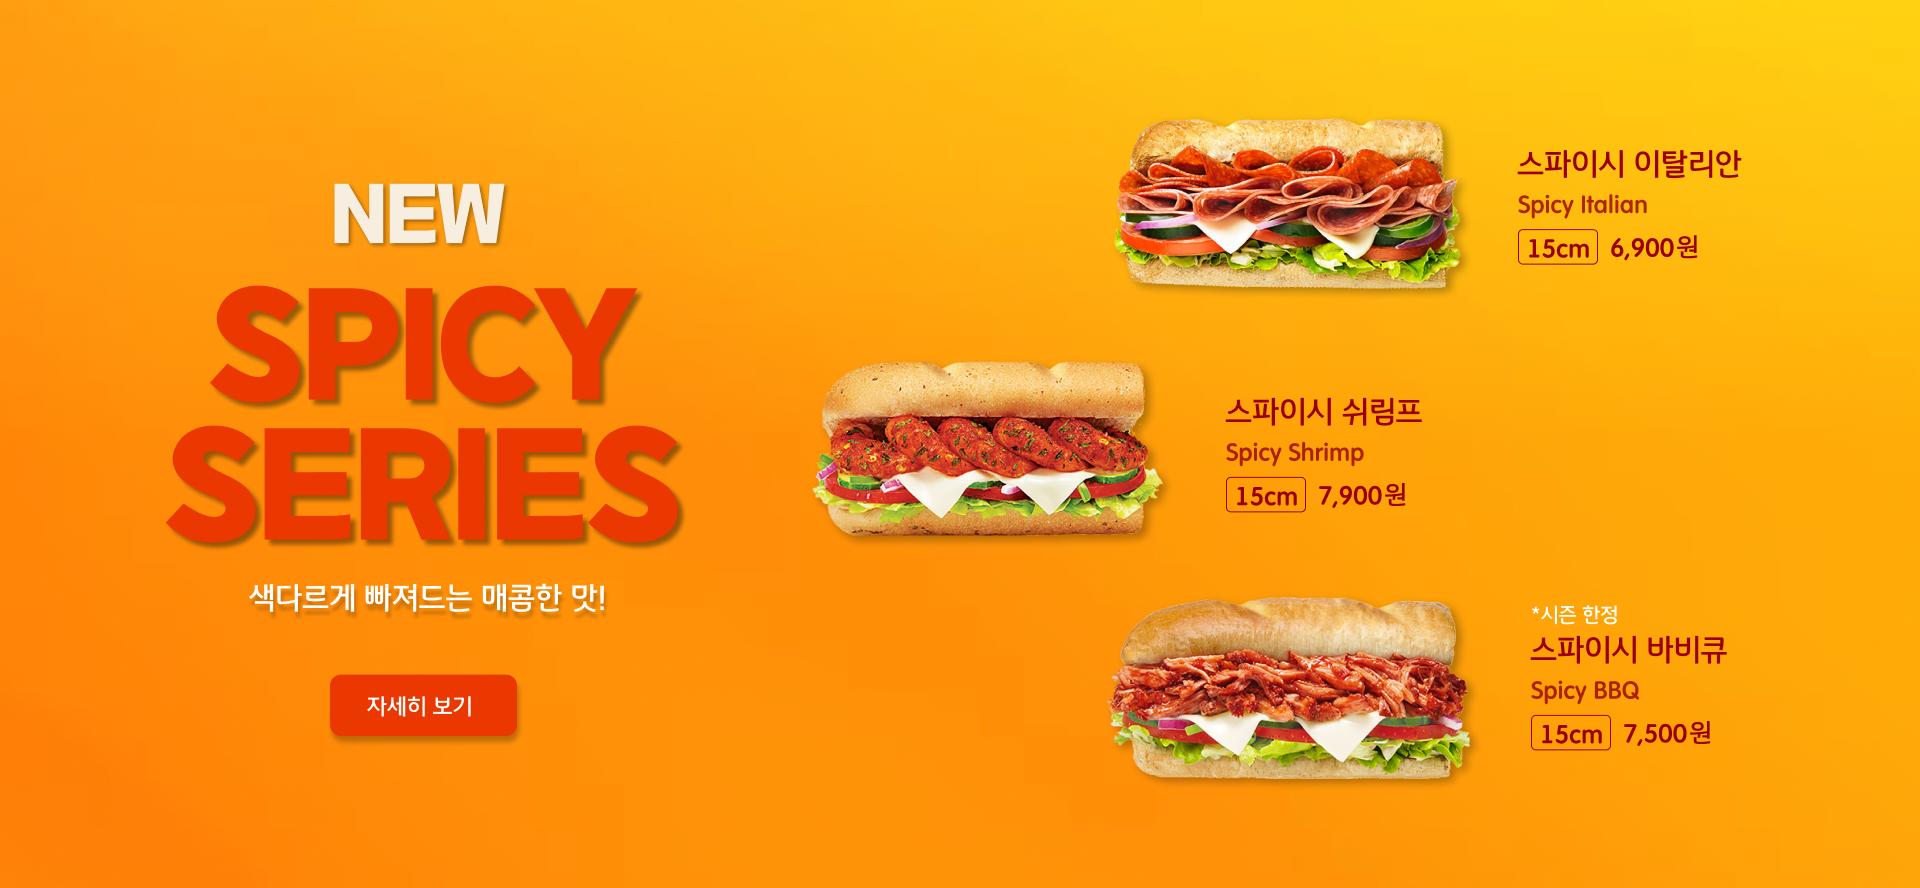 NEW
SPICY
SERIES
색다르게 빠져드는 매콤한 맛!
자세히 보기
스파이시 이탈리안
Spicy Italian
15cm 6,900원
스파이시 쉬림프
Spicy Shrimp
15cm 7,900원
*시즌 한정
스파이시 바비큐
Spicy BBQ
15cm 7,500원